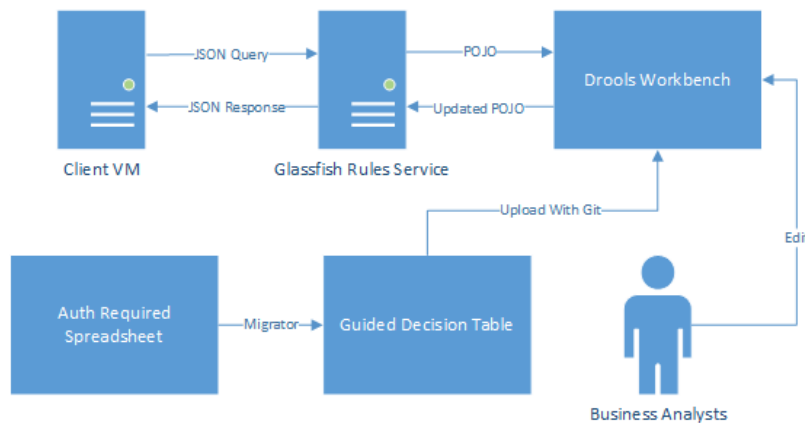 JSON Query
POJO
Drools Workbench
JSON Response
Updated POJO
Client VM
Glassfish Rules Service
Upload With Git
Edit
Auth Required
Spreadsheet
Migrator
Guided Decision Table
Business Analysts